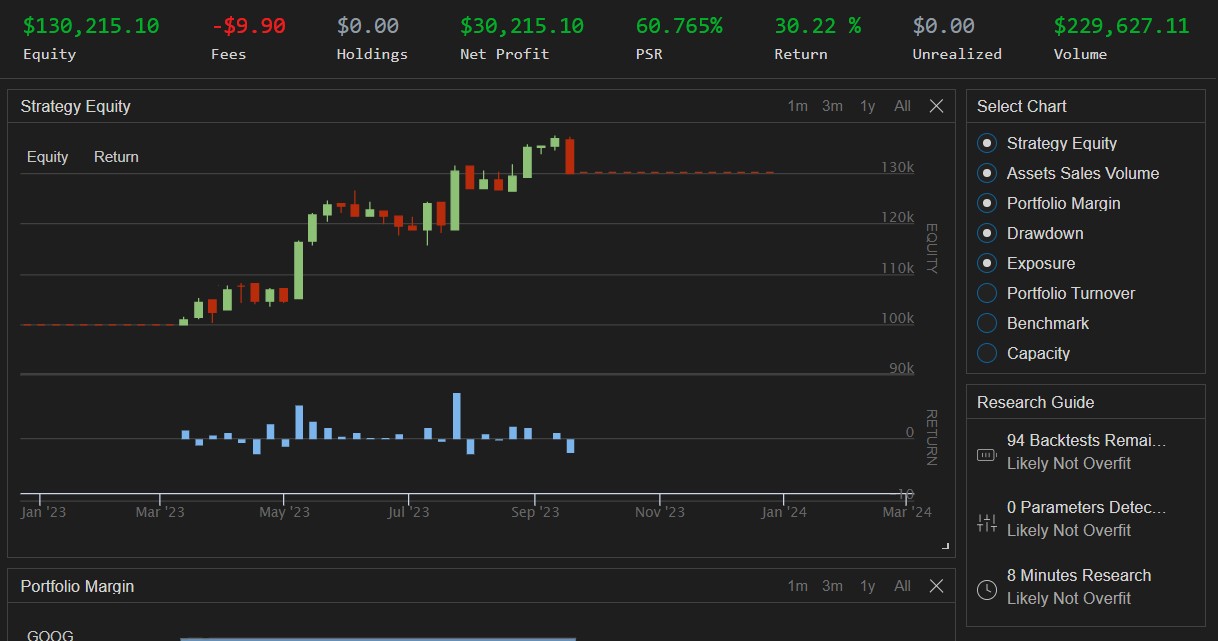 $130,215.10 -$9.90 $0.00 $30,215.10 60.765% 30.22 % $0.00 $229,627.11
Equity Fees Holdings Net Profit PSR Return Unrealized Volume
Strategy Equity 1m 3m 1y All
Equity Return
130k
120k
110k
100k
90k
EQUITY
0
-10
RETURN
Jan '23 Mar '23 May '23 Jul '23 Sep '23 Nov '23 Jan '24 Mar '24
Portfolio Margin 1m 3m 1y All
GOOG
Select Chart
Strategy Equity
Assets Sales Volume
Portfolio Margin
Drawdown
Exposure
Portfolio Turnover
Benchmark
Capacity
Research Guide
94 Backtests Remai...
Likely Not Overfit
0 Parameters Detec...
Likely Not Overfit
8 Minutes Research
Likely Not Overfit